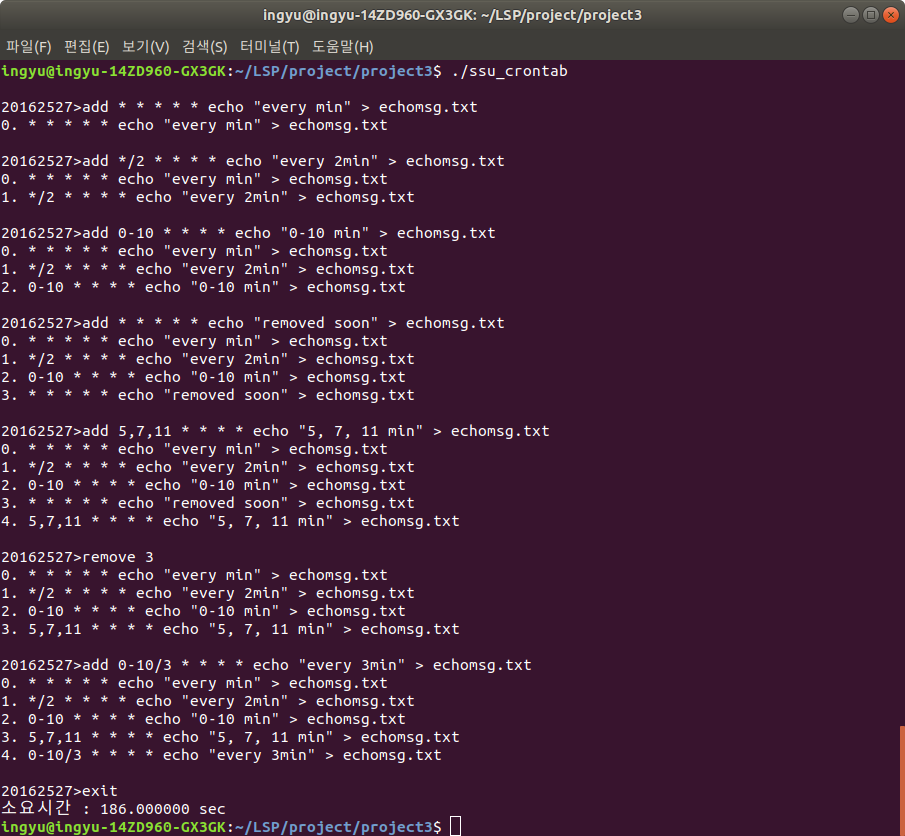 ingyu@ingyu-14ZD960-GX3GK: ~/LSP/project/project3
파일(F) 편집(E) 보기(V) 검색(S) 터미널(T) 도움말(H)
ingyu@ingyu-14ZD960-GX3GK:~/LSP/project/project3$ ./ssu_crontab
20162527>add * * * * * echo "every min" > echomsg.txt
0. * * * * * echo "every min" > echomsg.txt
20162527>add */2 * * * * echo "every 2min" > echomsg.txt
0. * * * * * echo "every min" > echomsg.txt
1. */2 * * * * echo "every 2min" > echomsg.txt
20162527>add 0-10 * * * * echo "0-10 min" > echomsg.txt
0. * * * * * echo "every min" > echomsg.txt
1. */2 * * * * echo "every 2min" > echomsg.txt
2. 0-10 * * * * echo "0-10 min" > echomsg.txt
20162527>add * * * * * echo "removed soon" > echomsg.txt
0. * * * * * echo "every min" > echomsg.txt
1. */2 * * * * echo "every 2min" > echomsg.txt
2. 0-10 * * * * echo "0-10 min" > echomsg.txt
3. * * * * * echo "removed soon" > echomsg.txt
20162527>add 5,7,11 * * * * echo "5, 7, 11 min" > echomsg.txt
0. * * * * * echo "every min" > echomsg.txt
1. */2 * * * * echo "every 2min" > echomsg.txt
2. 0-10 * * * * echo "0-10 min" > echomsg.txt
3. * * * * * echo "removed soon" > echomsg.txt
4. 5,7,11 * * * * echo "5, 7, 11 min" > echomsg.txt
20162527>remove 3
0. * * * * * echo "every min" > echomsg.txt
1. */2 * * * * echo "every 2min" > echomsg.txt
2. 0-10 * * * * echo "0-10 min" > echomsg.txt
3. 5,7,11 * * * * echo "5, 7, 11 min" > echomsg.txt
20162527>add 0-10/3 * * * * echo "every 3min" > echomsg.txt
0. * * * * * echo "every min" > echomsg.txt
1. */2 * * * * echo "every 2min" > echomsg.txt
2. 0-10 * * * * echo "0-10 min" > echomsg.txt
3. 5,7,11 * * * * echo "5, 7, 11 min" > echomsg.txt
4. 0-10/3 * * * * echo "every 3min" > echomsg.txt
20162527>exit
소요시간 : 186.000000 sec
ingyu@ingyu-14ZD960-GX3GK:~/LSP/project/project3$